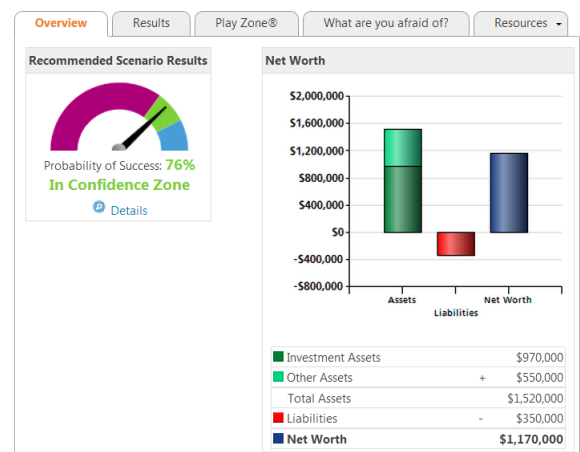 Overview Results Play Zone® What are you afraid of? Resources
Recommended Scenario Results
Probability of Success: 76%
In Confidence Zone
Details
Net Worth
$2,000,000
$1,600,000
$1,200,000
$800,000
$400,000
$0
-$400,000
-$800,000
Assets
Liabilities
Net Worth
Investment Assets $970,000
Other Assets + $550,000
Total Assets $1,520,000
Liabilities - $350,000
Net Worth $1,170,000